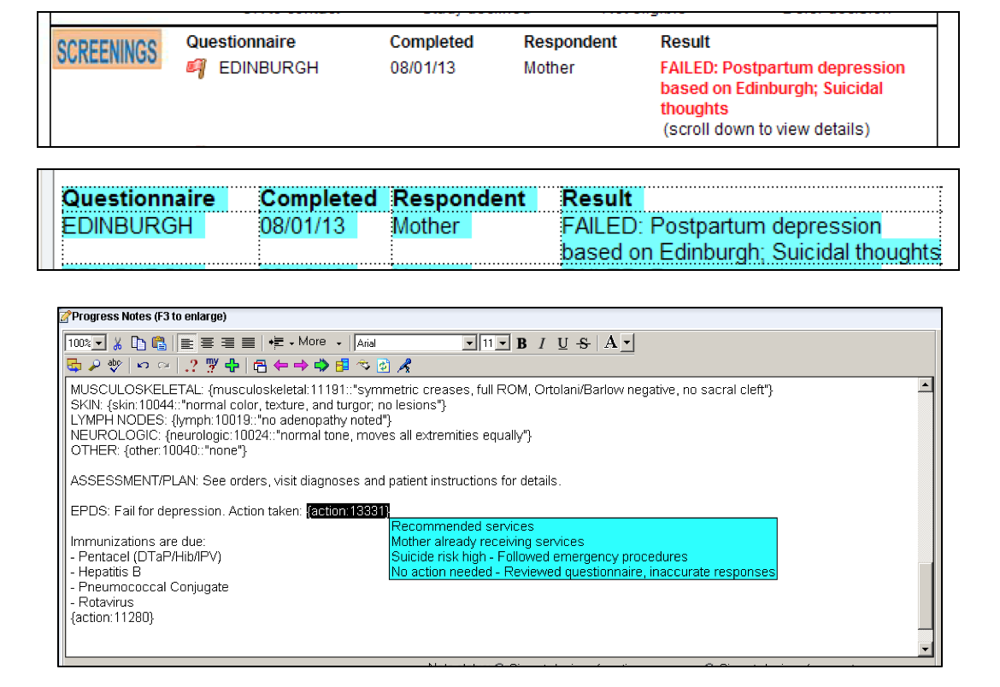 SCREENINGS
Questionnaire Completed Respondent Result
EDINBURGH 08/01/13 Mother FAILED: Postpartum depression
based on Edinburgh; Suicidal
thoughts
(scroll down to view details)
Questionnaire Completed Respondent Result
EDINBURGH 08/01/13 Mother FAILED: Postpartum depression
based on Edinburgh; Suicidal thoughts
Progress Notes (F3 to enlarge)
100% More Arial 11 B I U S A
MUSCULOSKELETAL: {musculoskeletal:11191::"symmetric creases, full ROM, Ortolani/Barlow negative, no sacral cleft"}
SKIN: {skin:10044::"normal color, texture, and turgor; no lesions"}
LYMPH NODES: {lymph:10019::"no adenopathy noted"}
NEUROLOGIC: {neurologic:10024::"normal tone, moves all extremities equally"}
OTHER: {other:10040::"none"}
ASSESSMENT/PLAN: See orders, visit diagnoses and patient instructions for details.
EPDS: Fail for depression. Action taken: {action:13331}
Recommended services
Mother already receiving services
Suicide risk high - Followed emergency procedures
No action needed - Reviewed questionnaire, inaccurate responses
Immunizations are due:
- Pentacel (DTaP/Hib/IPV)
- Hepatitis B
- Pneumococcal Conjugate
- Rotavirus
{action:11280}